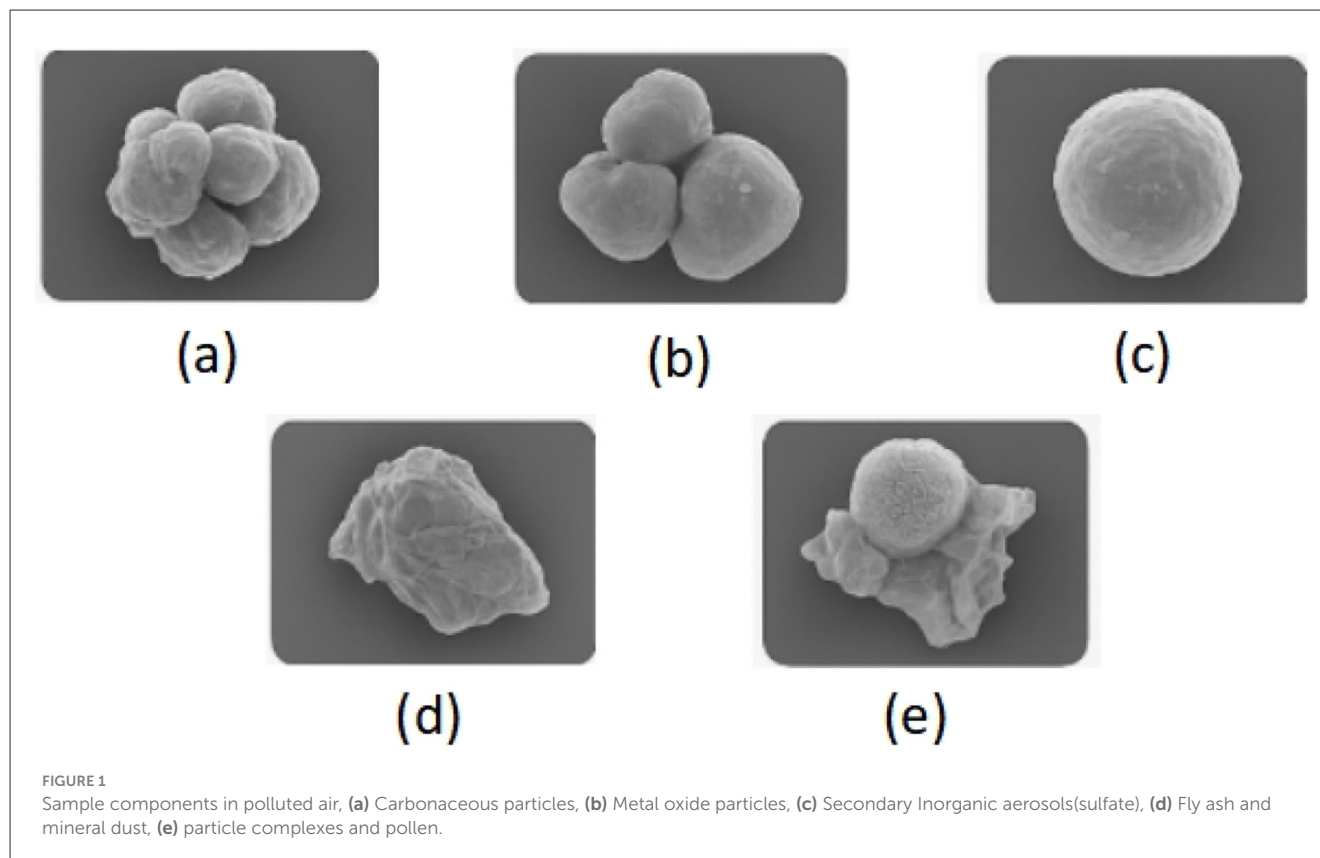 (a) (b) (c)
(d) (e)
FIGURE 1
Sample components in polluted air, (a) Carbonaceous particles, (b) Metal oxide particles, (c) Secondary Inorganic aerosols(sulfate), (d) Fly ash and
mineral dust, (e) particle complexes and pollen.